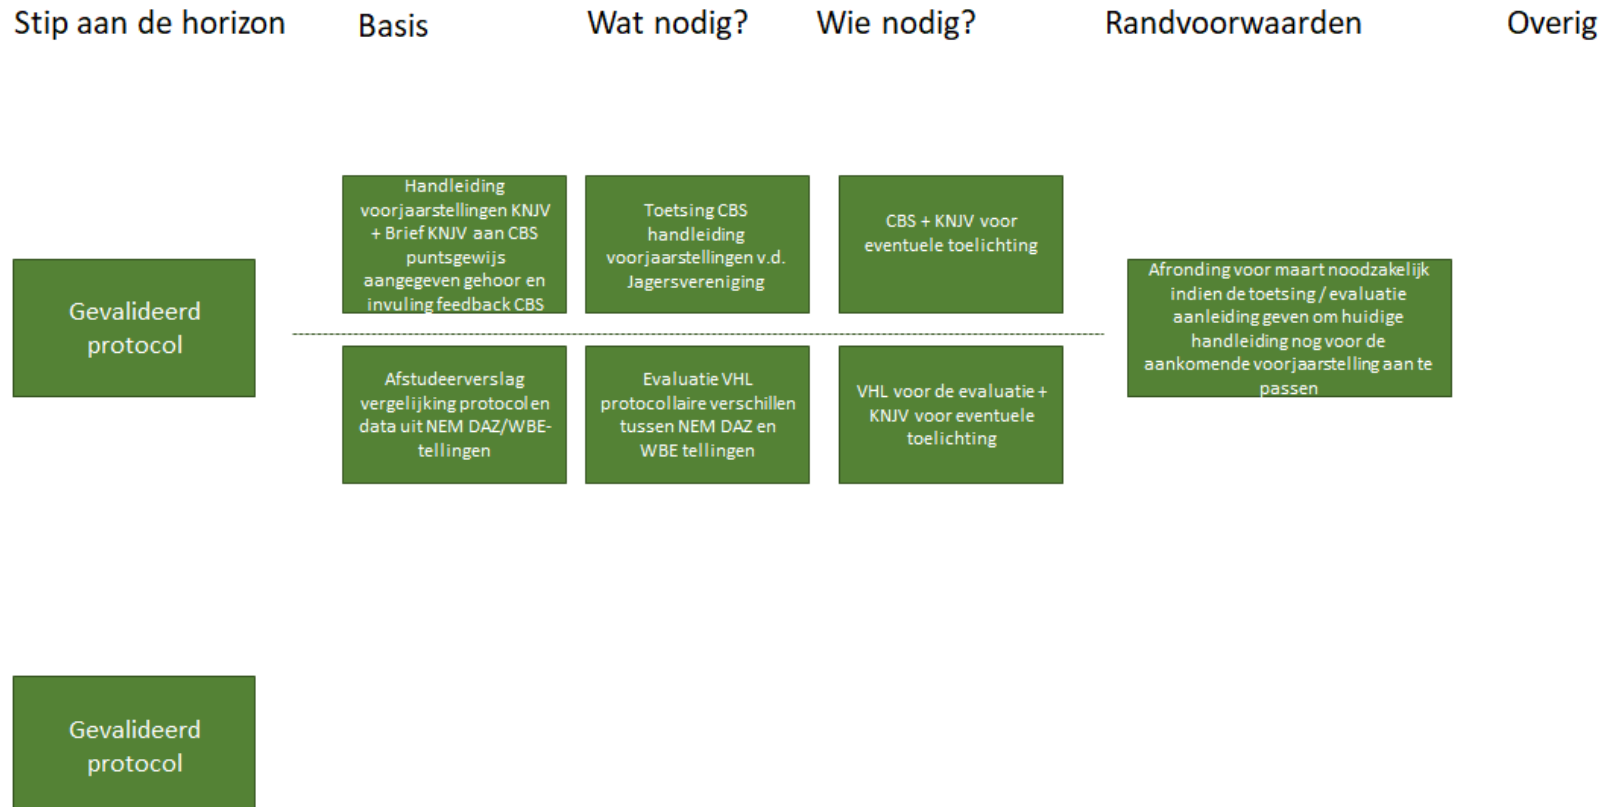 Stip aan de horizon
Basis
Wat nodig?
Wie nodig?
Randvoorwaarden
Overig
Gevalideerd
protocol
Handleiding
voorjaarstellingen KNJV
+ Brief KNJV aan CBS
puntsgewijs
aangegeven gehoor en
invuling feedback CBS
Toetsing CBS
handleiding
voorjaarstellingen v.d.
Jagersvereniging
CBS + KNJV voor
eventuele toelichting
Afstudeerverslag
vergelijking protocol en
data uit NEM DAZ/WBE-
tellingen
Evaluatie VHL
protocollaire verschillen
tussen NEM DAZ en
WBE tellingen
VHL voor de evaluatie +
KNJV voor eventuele
toelichting
Afronding voor maart noodzakelijk
indien de toetsing / evaluatie
aanleiding geven om huidige
handleiding nog voor de
aankomende voorjaarstelling aan te
passen
Gevalideerd
protocol